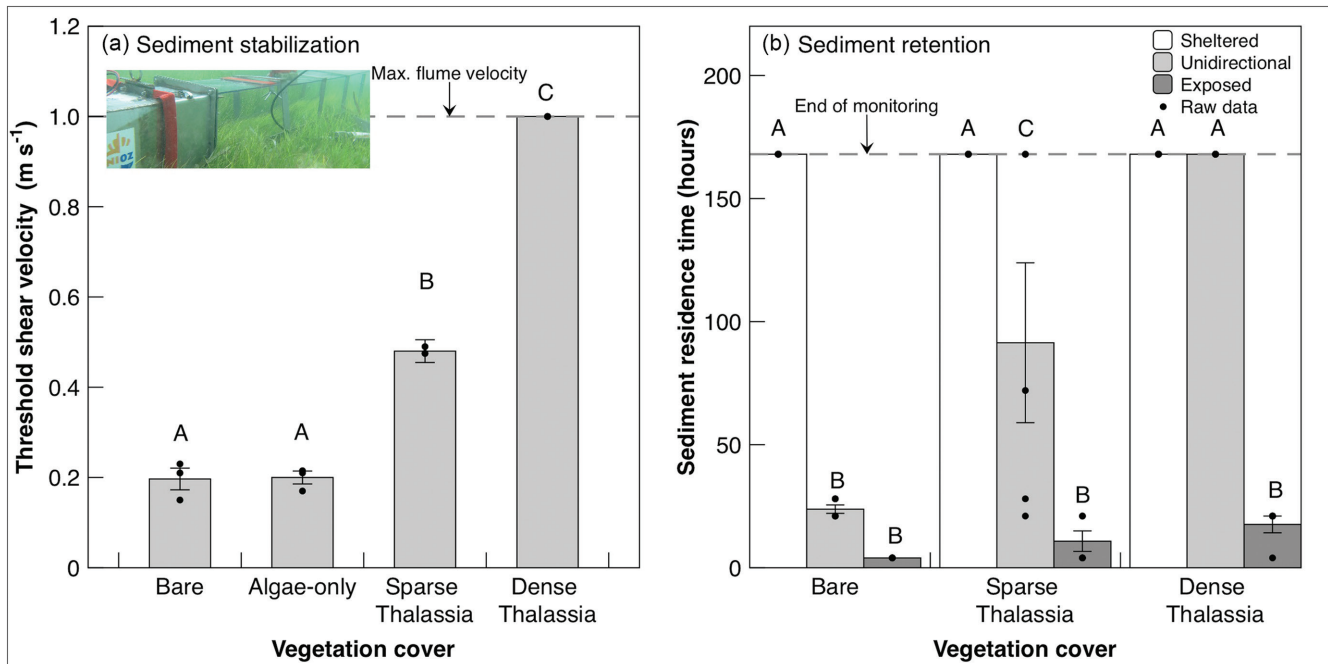 (a) Sediment stabilization
Max. flume velocity
1.2
1.0
0.8
0.6
0.4
0.2
0
Threshold shear velocity (m s-1)
A
A
B
C
Bare
Algae-only
Sparse
Thalassia
Dense
Thalassia
Vegetation cover
(b) Sediment retention
Sheltered
Unidirectional
Exposed
Raw data
End of monitoring
200
150
100
50
0
Sediment residence time (hours)
A
B
B
A
C
B
A
A
B
Bare
Sparse
Thalassia
Dense
Thalassia
Vegetation cover